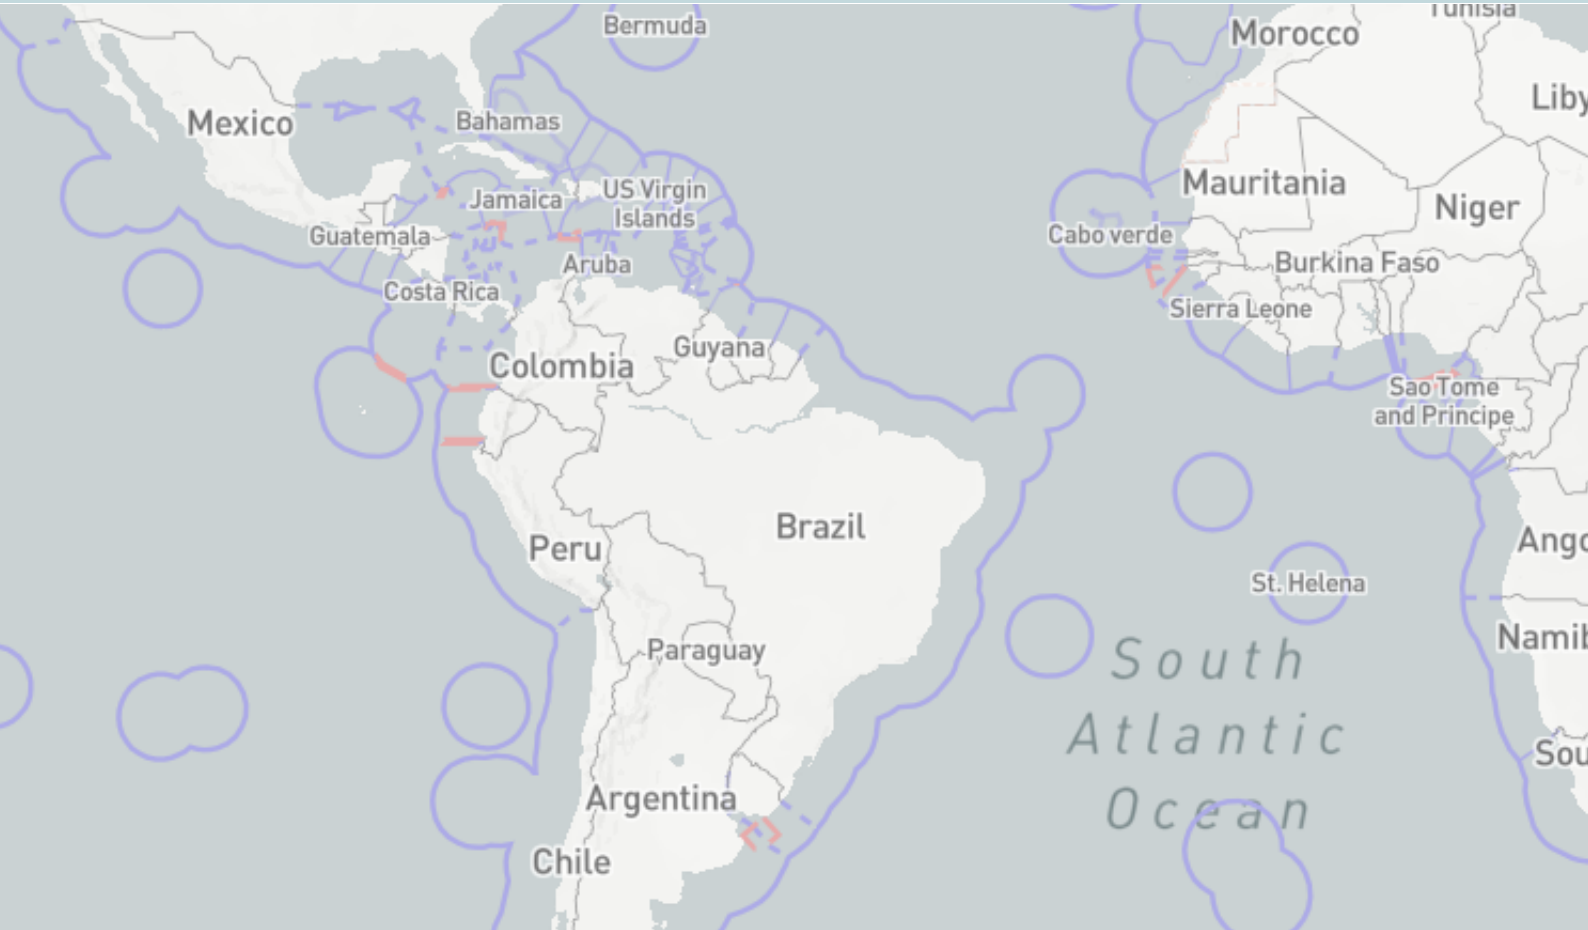 Bermuda
Morocco
Tunisia
Mexico
Bahamas
Liby
Jamaica
US Virgin
Islands
Mauritania
Niger
Guatemala
Cabo verde
Aruba
Burkina Faso
Costa Rica
Sierra Leone
Colombia
Guyana
Sao Tome
and Principe
Brazil
Peru
Ango
St. Helena
Paraguay
South
Atlantic
Ocean
Namib
Sou
Argentina
Chile